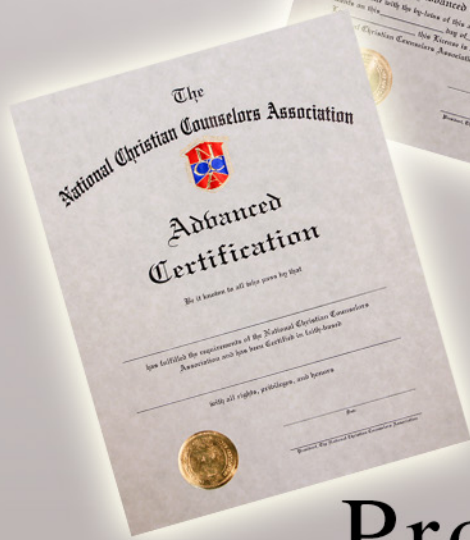 The
National Christian Counselors Association
Advanced
Certification
Be it known to all who pass by that
has fulfilled the requirements of the National Christian Counselors
Association and has been Certified in faith-based
with all rights, privileges, and honors
Date
President, The National Christian Counselors Association
Advanced
with the by-laws of this
on this day of
this License is
Christian Counselors Association
Pro